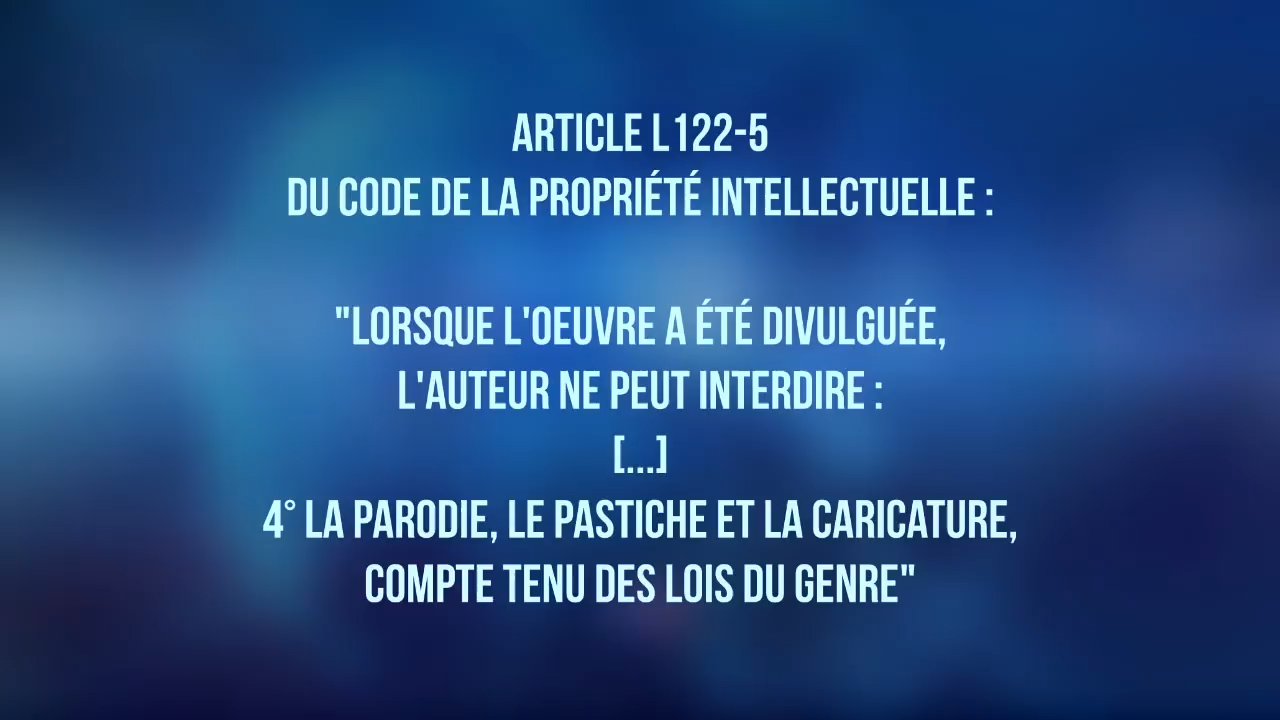 ARTICLE L122-5
DU CODE DE LA PROPRIÉTÉ INTELLECTUELLE :
"LORSQUE L'OEUVRE A ÉTÉ DIVULGUÉE,
L'AUTEUR NE PEUT INTERDIRE :
[...]
4° LA PARODIE, LE PASTICHE ET LA CARICATURE,
COMPTE TENU DES LOIS DU GENRE"